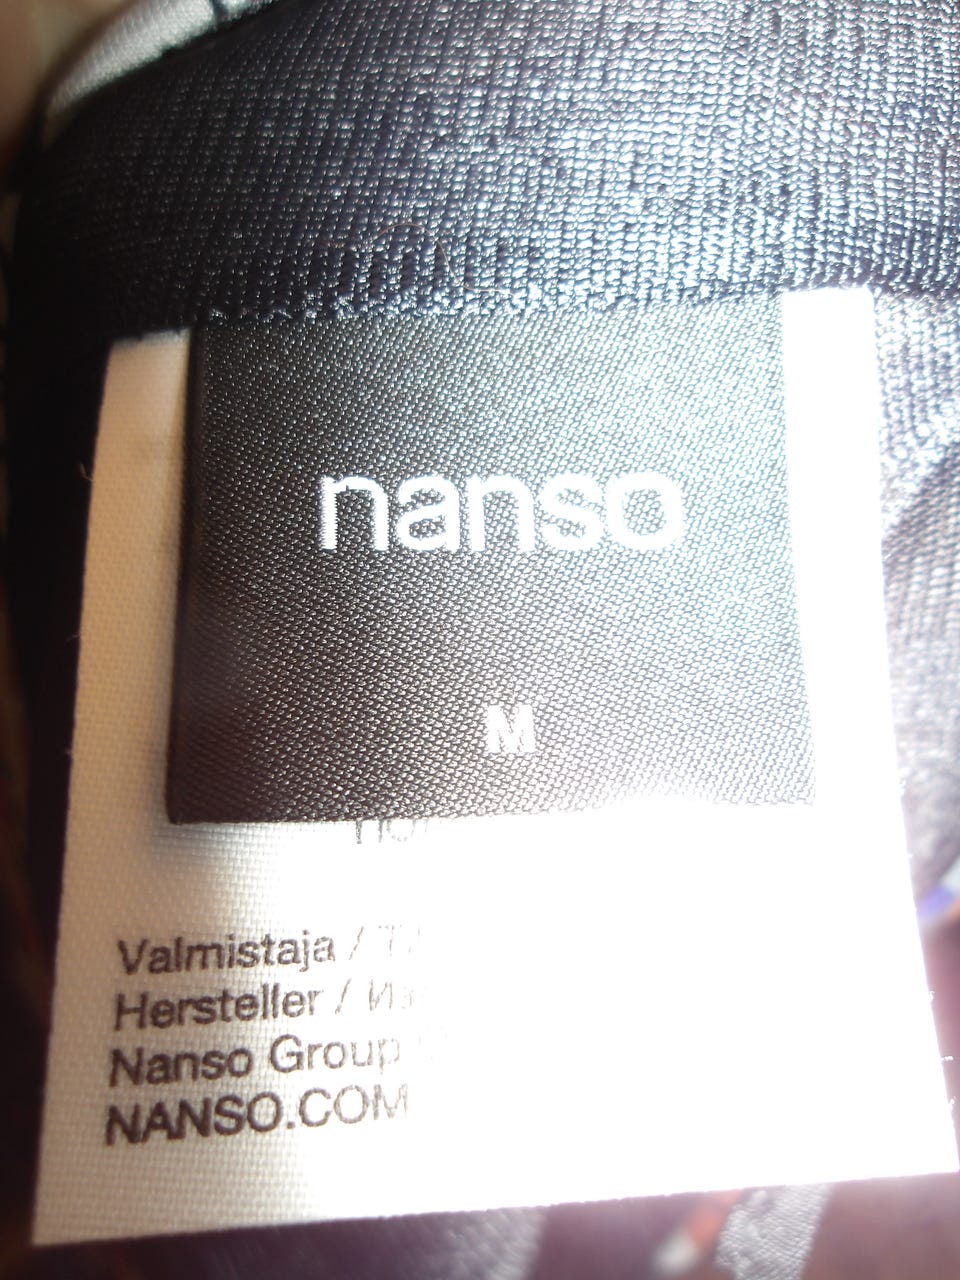 nanso
M
Valmistaja /
Hersteller /
Nanso Group
NANSO.COM